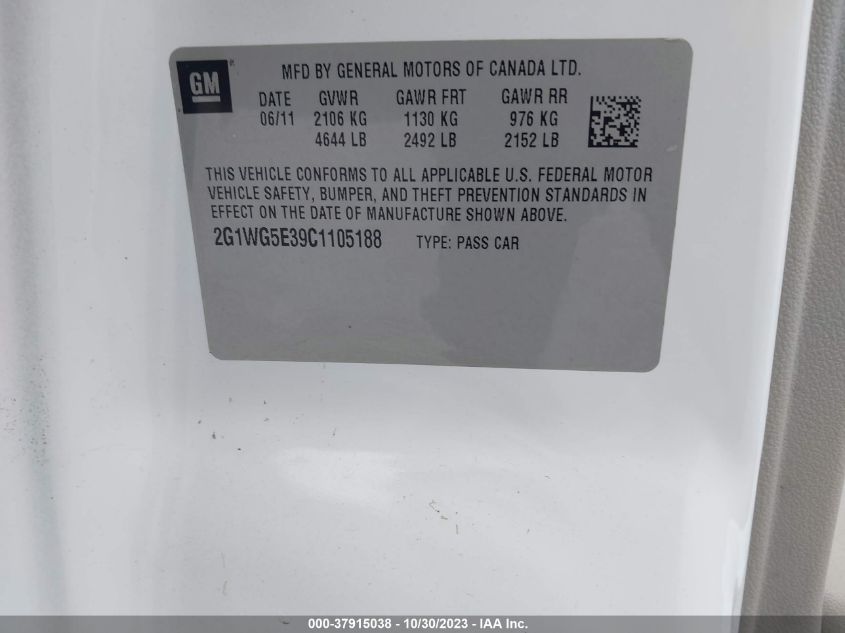 GM
MFD BY GENERAL MOTORS OF CANADA LTD.
DATE GVWR GAWR FRT GAWR RR
06/11 2106 KG 1130 KG 976 KG
4644 LB 2492 LB 2152 LB
THIS VEHICLE CONFORMS TO ALL APPLICABLE U.S. FEDERAL MOTOR
VEHICLE SAFETY, BUMPER, AND THEFT PREVENTION STANDARDS IN
EFFECT ON THE DATE OF MANUFACTURE SHOWN ABOVE.
2G1WG5E39C1105188 TYPE: PASS CAR
000-37915038 - 10/30/2023 - IAA Inc.